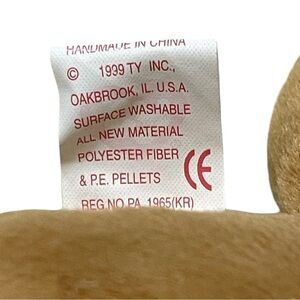 HANDMADE IN CHINA
© 1999 TY INC.,
OAKBROOK, IL. U.S.A.
SURFACE WASHABLE
ALL NEW MATERIAL
POLYESTER FIBER
& P.E. PELLETS CE
REG.NO PA. 1965(KR)